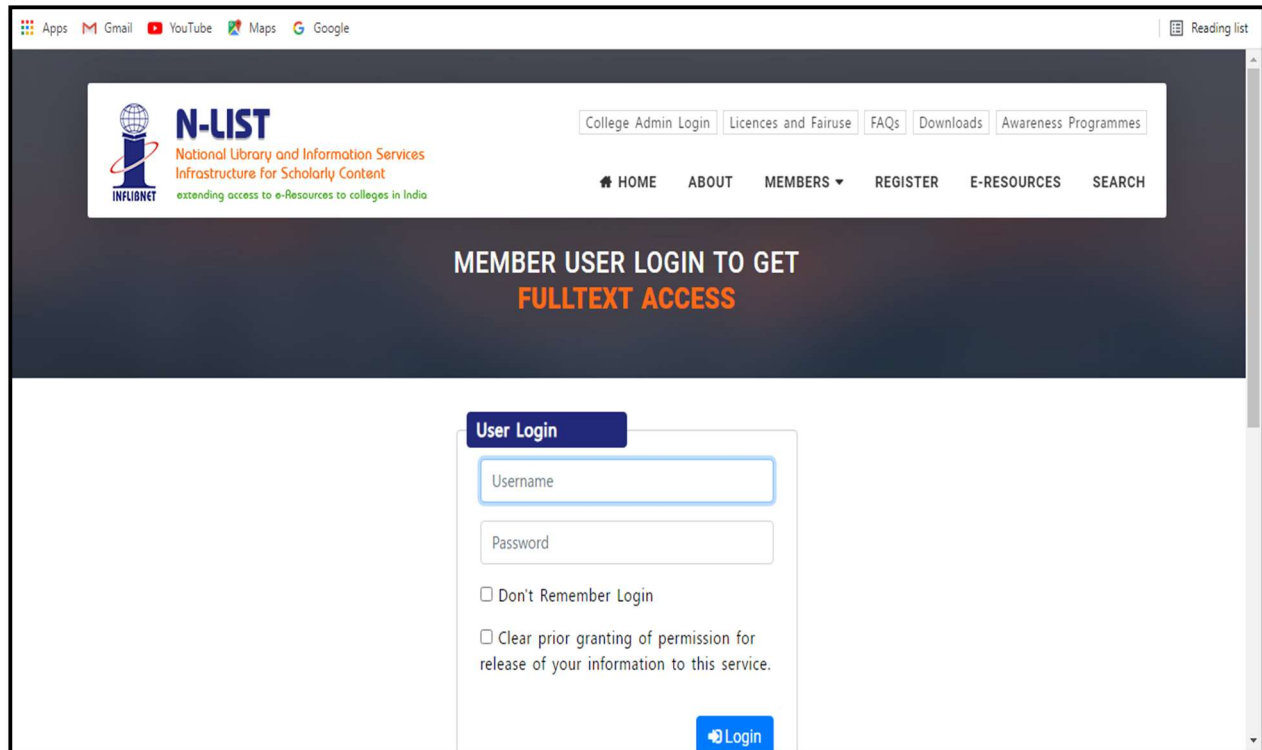 Apps Gmail YouTube Maps Google Reading list
INFLIBNET
N-LIST
National Library and Information Services
Infrastructure for Scholarly Content
extending access to e-Resources to colleges in India
College Admin Login Licences and Fairuse FAQs Downloads Awareness Programmes
HOME ABOUT MEMBERS REGISTER E-RESOURCES SEARCH
MEMBER USER LOGIN TO GET
FULLTEXT ACCESS
User Login
Username
Password
Don't Remember Login
Clear prior granting of permission for
release of your information to this service.
Login